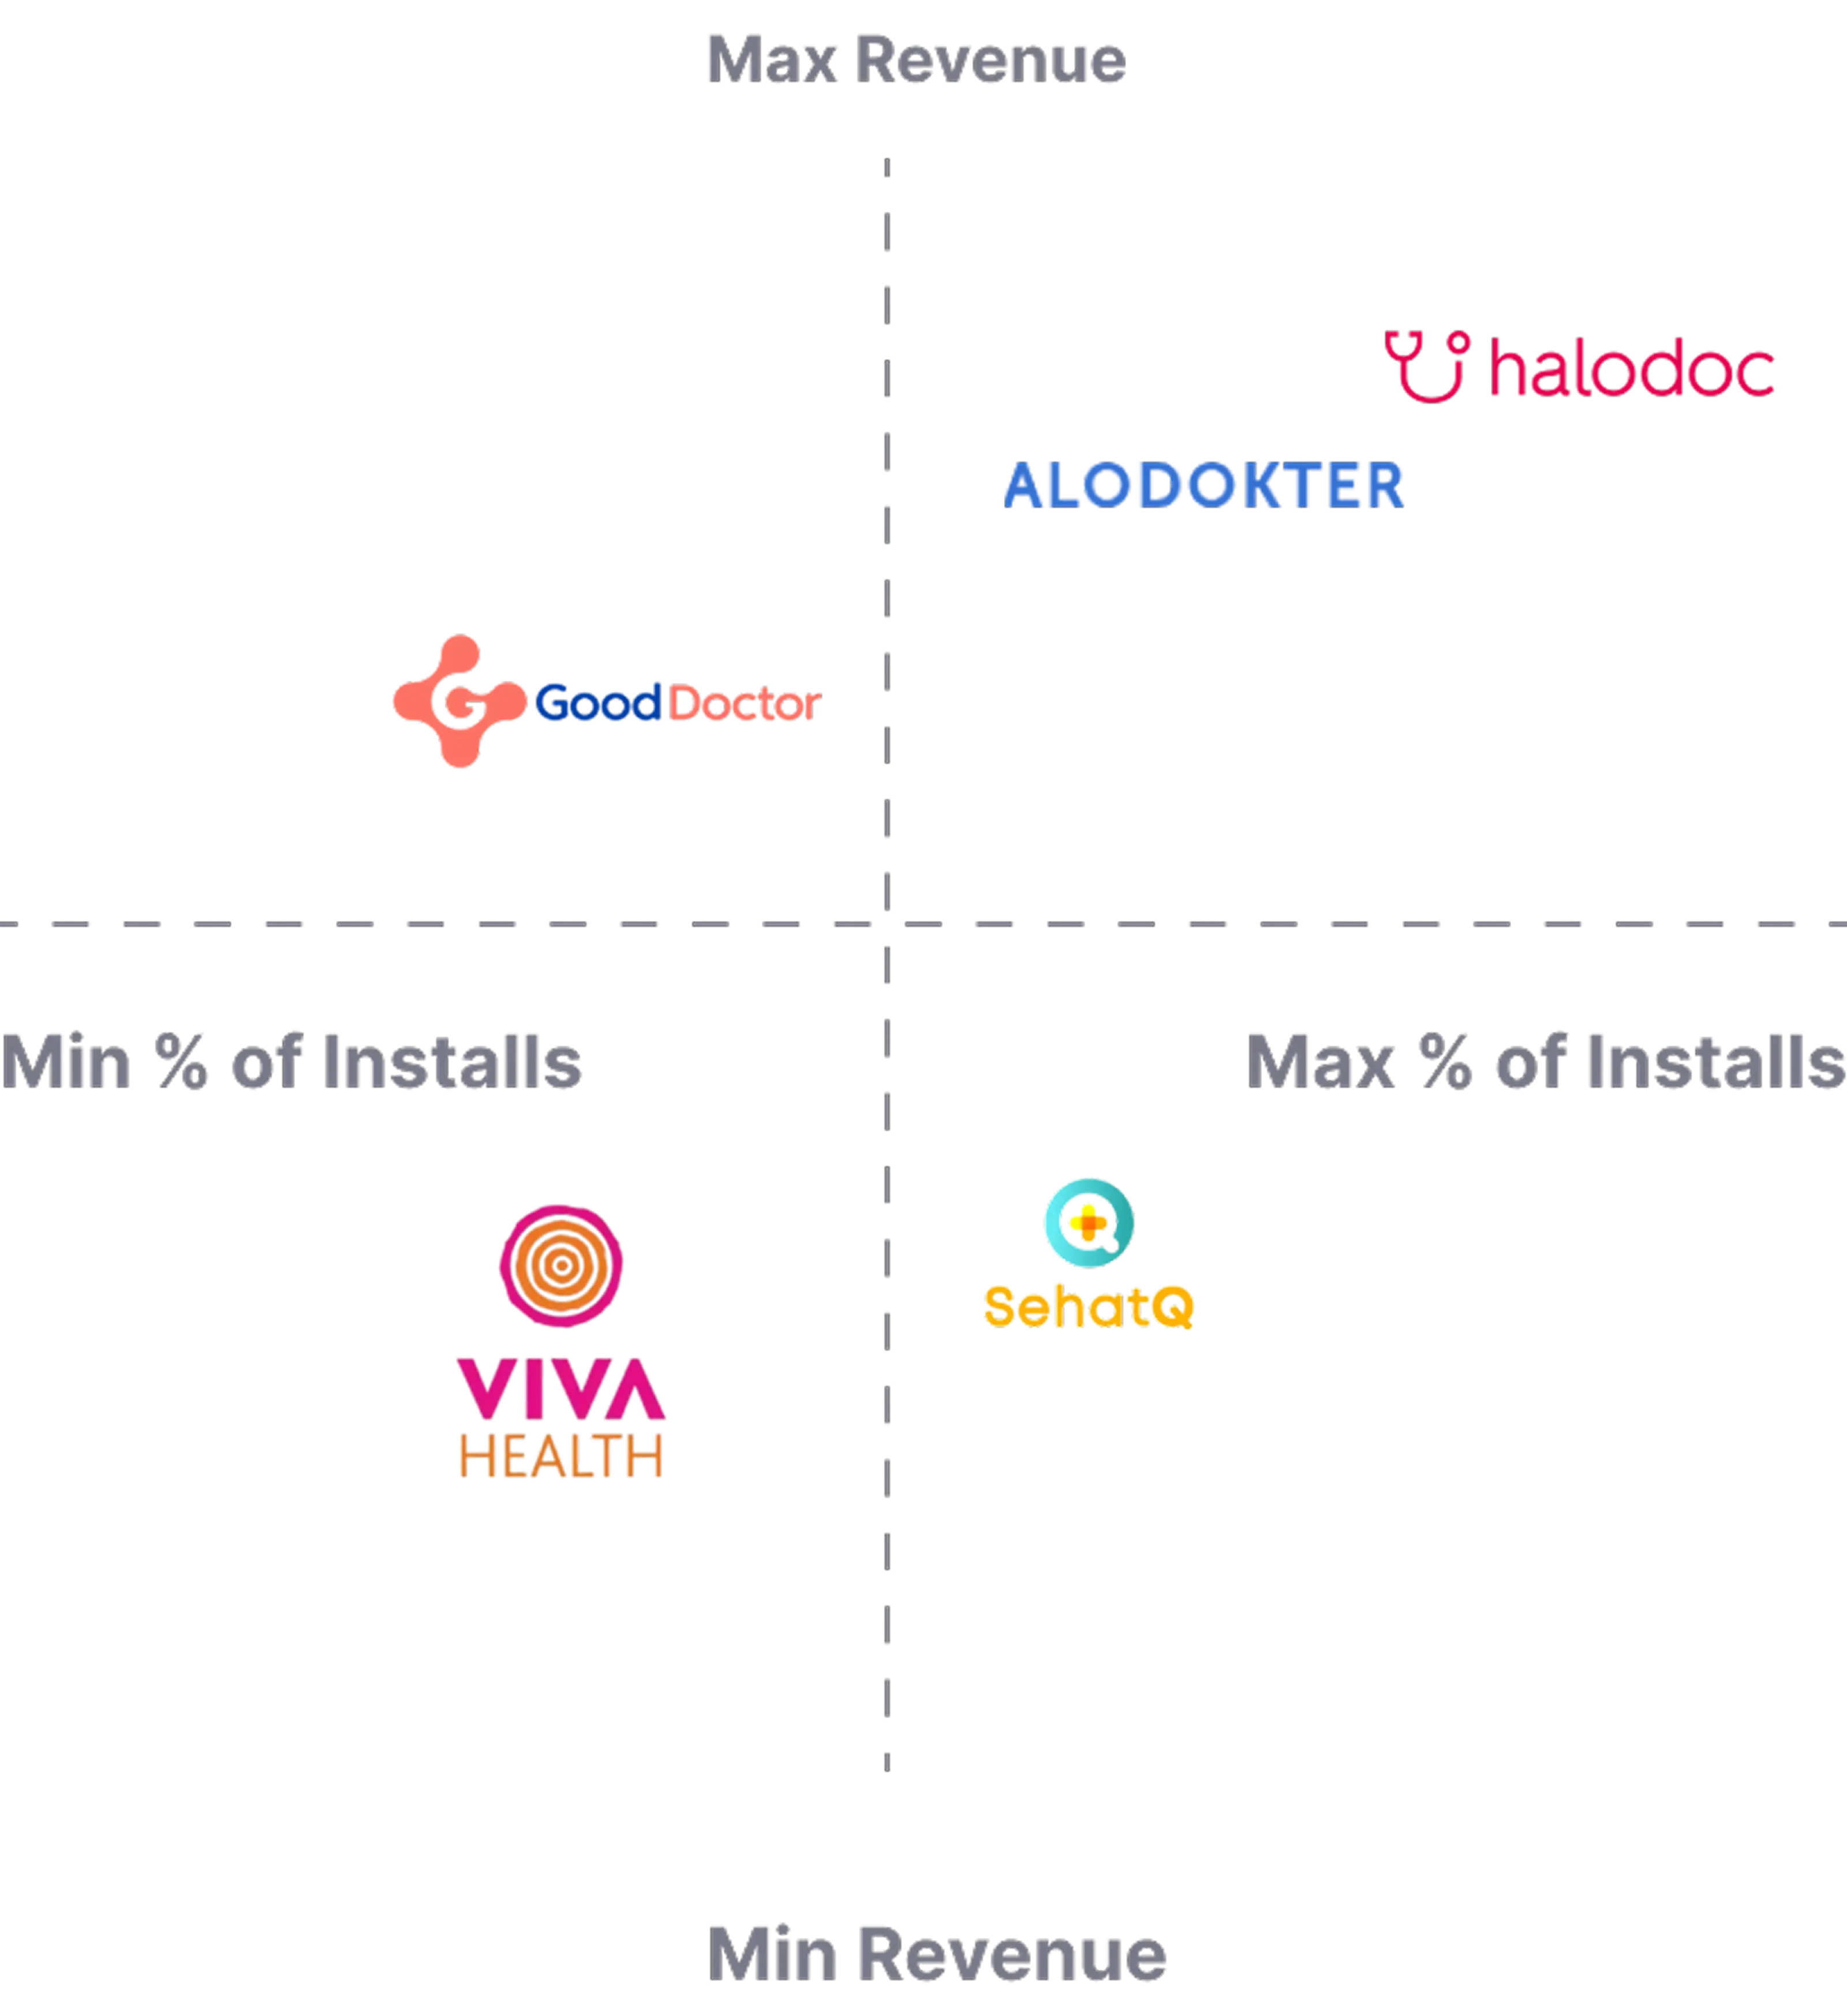 Max Revenue
halodoc
ALODOKTER
GoodDoctor
Min % of Installs
Max % of Installs
SehatQ
VIVA
HEALTH
Min Revenue